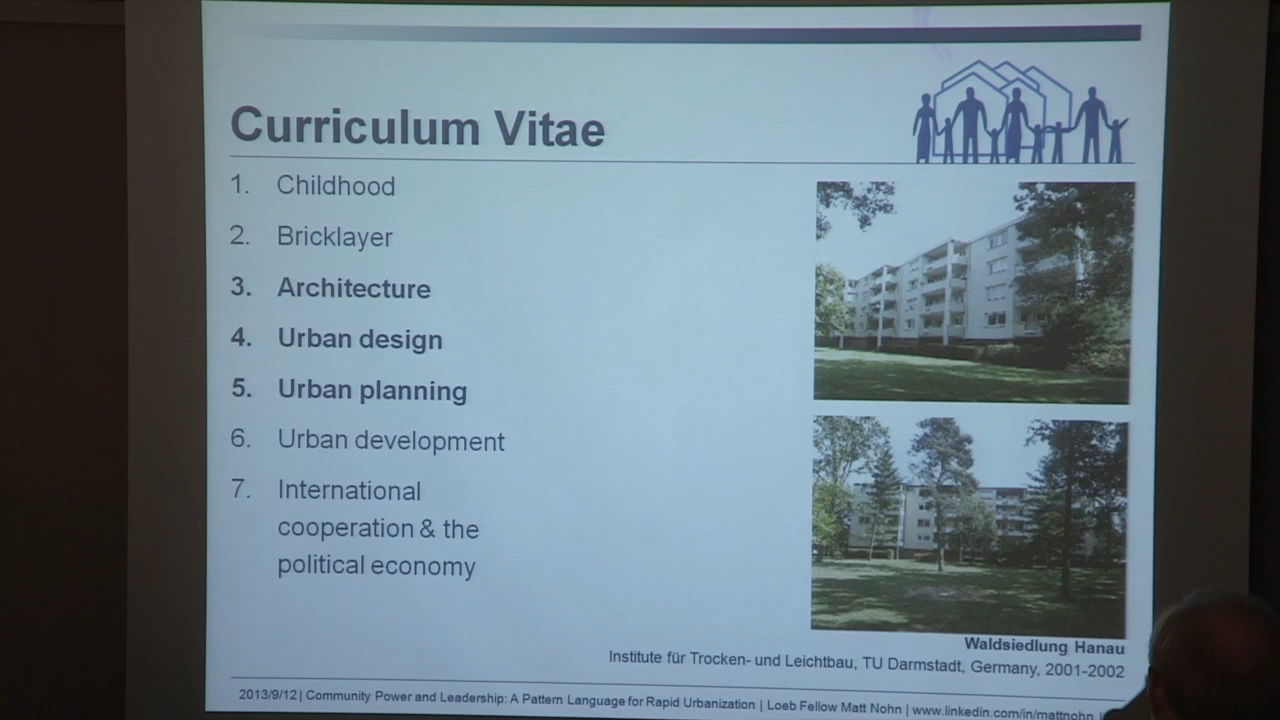 Curriculum Vitae
1. Childhood
2. Bricklayer
3. Architecture
4. Urban design
5. Urban planning
6. Urban development
7. International
cooperation & the
political economy
Waldsiedlung Hanau
Institute für Trocken- und Leichtbau, TU Darmstadt, Germany, 2001-2002
2013/9/12 | Community Power and Leadership: A Pattern Language for Rapid Urbanization | Loeb Fellow Matt Nohn | www.linkedin.com/in/mattnohn |